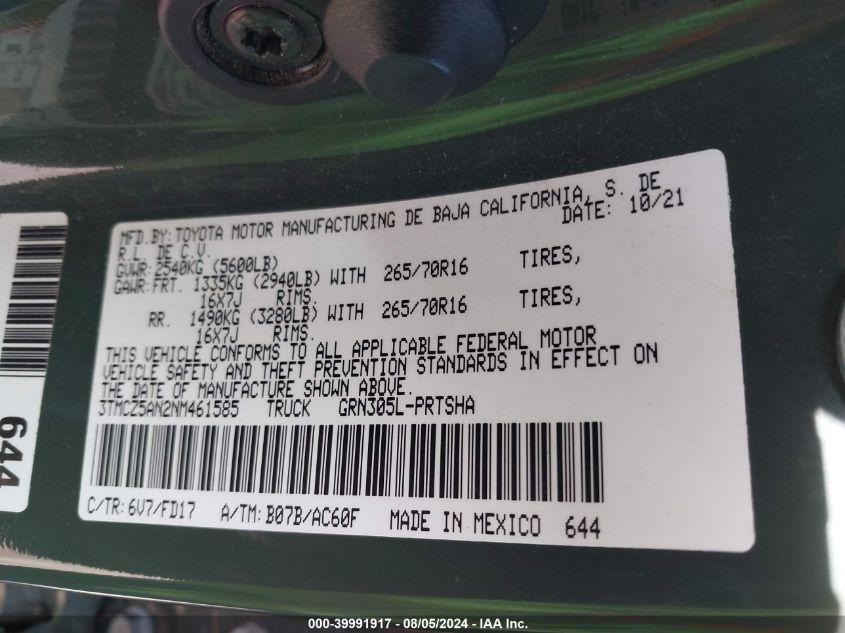 MFD.BY:TOYOTA MOTOR MANUFACTURING DE BAJA CALIFORNIA, S. DE
R.L. DE C.V. DATE: 10/21
GVWR:2540KG (5600LB)
GAWR:FRT. 1335KG (2940LB) WITH 265/70R16 TIRES,
16X7J RIMS.
RR. 1490KG (3280LB) WITH 265/70R16 TIRES,
16X7J RIMS.
THIS VEHICLE CONFORMS TO ALL APPLICABLE FEDERAL MOTOR
VEHICLE SAFETY AND THEFT PREVENTION STANDARDS IN EFFECT ON
THE DATE OF MANUFACTURE SHOWN ABOVE.
3TMCZ5AN2NM461585 TRUCK GRN305L-PRTSHA
C/TR:6V7/FD17 A/TM:B07B/AC60F MADE IN MEXICO 644
644
000-39991917 - 08/05/2024 - IAA Inc.